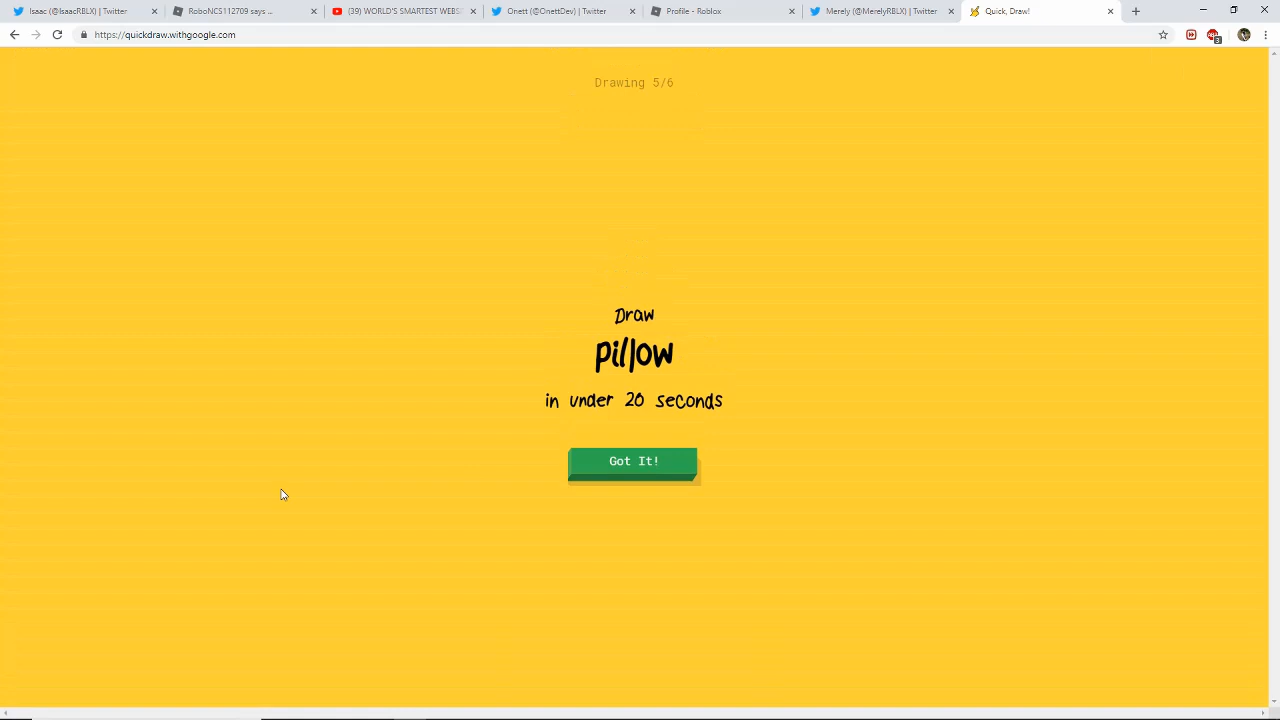 Isaac (@IsaacRBLX) | Twitter
RoboNCS112709 says ...
(39) WORLD'S SMARTEST WEBS
Onett (@OnettDev) | Twitter
Profile - Roblox
Merely (@MerelyRBLX) | Twitter
Quick, Draw!
https://quickdraw.withgoogle.com
3
Drawing 5/6
Draw
pillow
in under 20 seconds
Got It!